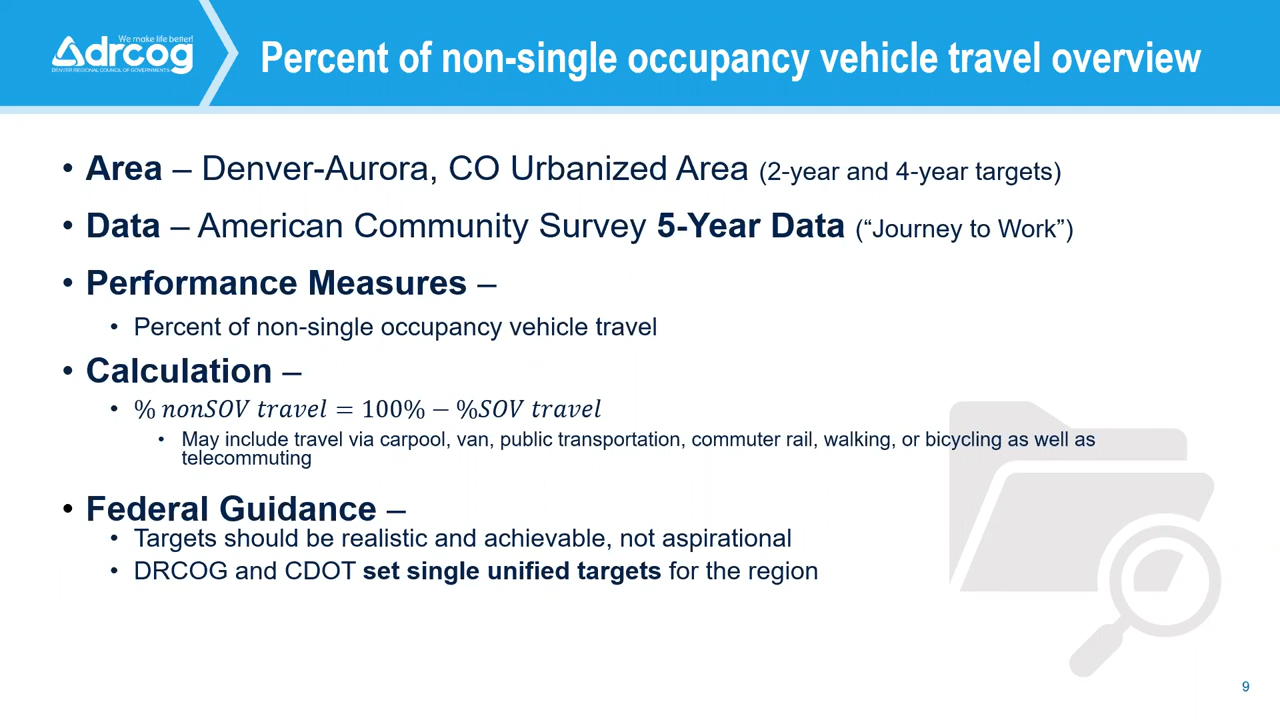 We make life better!
drcog
DENVER REGIONAL COUNCIL OF GOVERNMENTS
Percent of non-single occupancy vehicle travel overview
• Area – Denver-Aurora, CO Urbanized Area (2-year and 4-year targets)
• Data – American Community Survey 5-Year Data (“Journey to Work”)
• Performance Measures –
• Percent of non-single occupancy vehicle travel
• Calculation –
• % nonSOV travel = 100% − %SOV travel
• May include travel via carpool, van, public transportation, commuter rail, walking, or bicycling as well as
telecommuting
• Federal Guidance –
• Targets should be realistic and achievable, not aspirational
• DRCOG and CDOT set single unified targets for the region
9